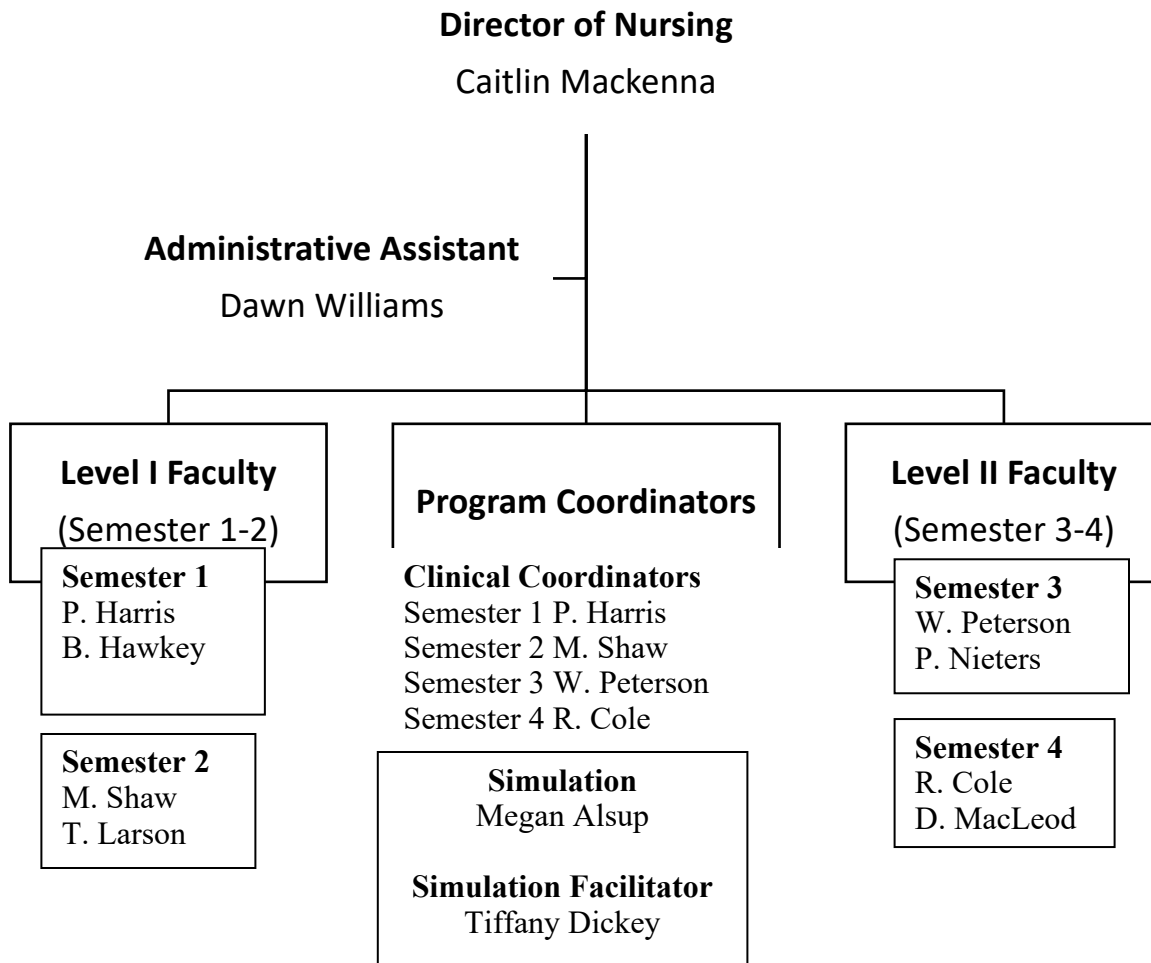 Director of Nursing
Caitlin Mackenna
Administrative Assistant
Dawn Williams
Level I Faculty
(Semester 1-2)
Semester 1
P. Harris
B. Hawkey
Semester 2
M. Shaw
T. Larson
Program Coordinators
Clinical Coordinators
Semester 1 P. Harris
Semester 2 M. Shaw
Semester 3 W. Peterson
Semester 4 R. Cole
Simulation
Megan Alsup
Simulation Facilitator
Tiffany Dickey
Level II Faculty
(Semester 3-4)
Semester 3
W. Peterson
P. Nieters
Semester 4
R. Cole
D. MacLeod